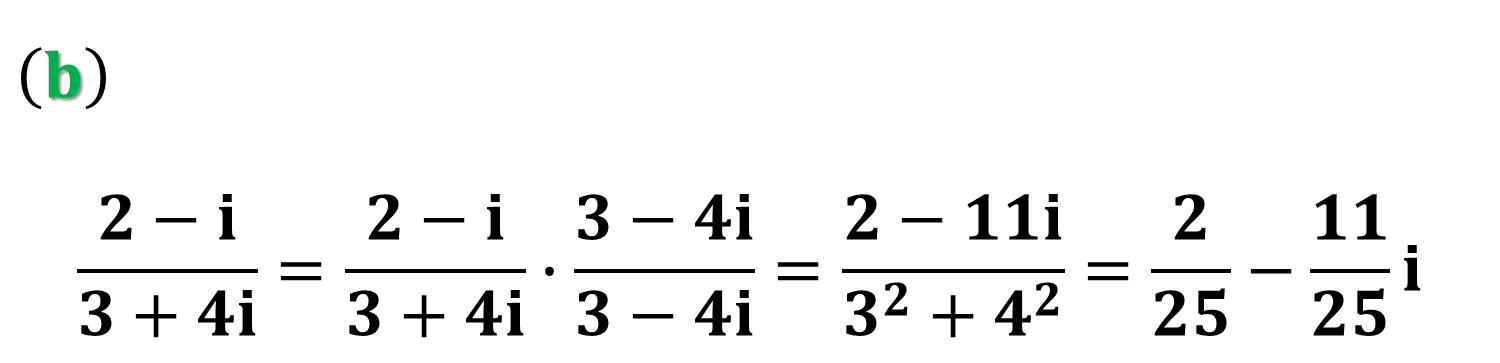 (b)
(2 − i)/(3 + 4i) = (2 − i)/(3 + 4i) · (3 − 4i)/(3 − 4i) = (2 − 11i)/(3² + 4²) = 2/25 − 11/25 i